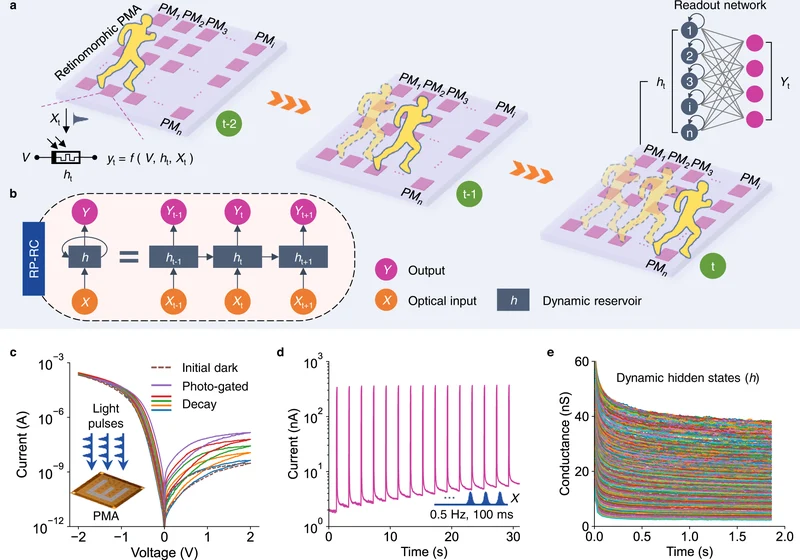 a
Retinomorphic PMA
PM1 PM2 PM3 PMi
PMn
Xt
V
ht
yt = f ( V, ht, Xt )
t-2
PM1 PM2 PM3 PMi
PMn
t-1
Readout network
1
2
3
i
n
ht
Yt
PM1 PM2 PM3 PMi
PMn
t
b
RP-RC
Y Yt-1 Yt Yt+1
h = ht-1 ht ht+1
X Xt-1 Xt Xt+1
Y Output
X Optical input
h Dynamic reservoir
c
10−3
10−6
10−9
10−12
Current (A)
Initial dark
Photo-gated
Decay
Light
pulses
PMA
−2 −1 0 1 2
Voltage (V)
d
103
102
101
100
Current (nA)
... X
0.5 Hz, 100 ms
0 10 20 30
Time (s)
e
60
40
20
0
Conductance (nS)
Dynamic hidden states (h)
0.0 0.5 1.0 1.5 2.0
Time (s)